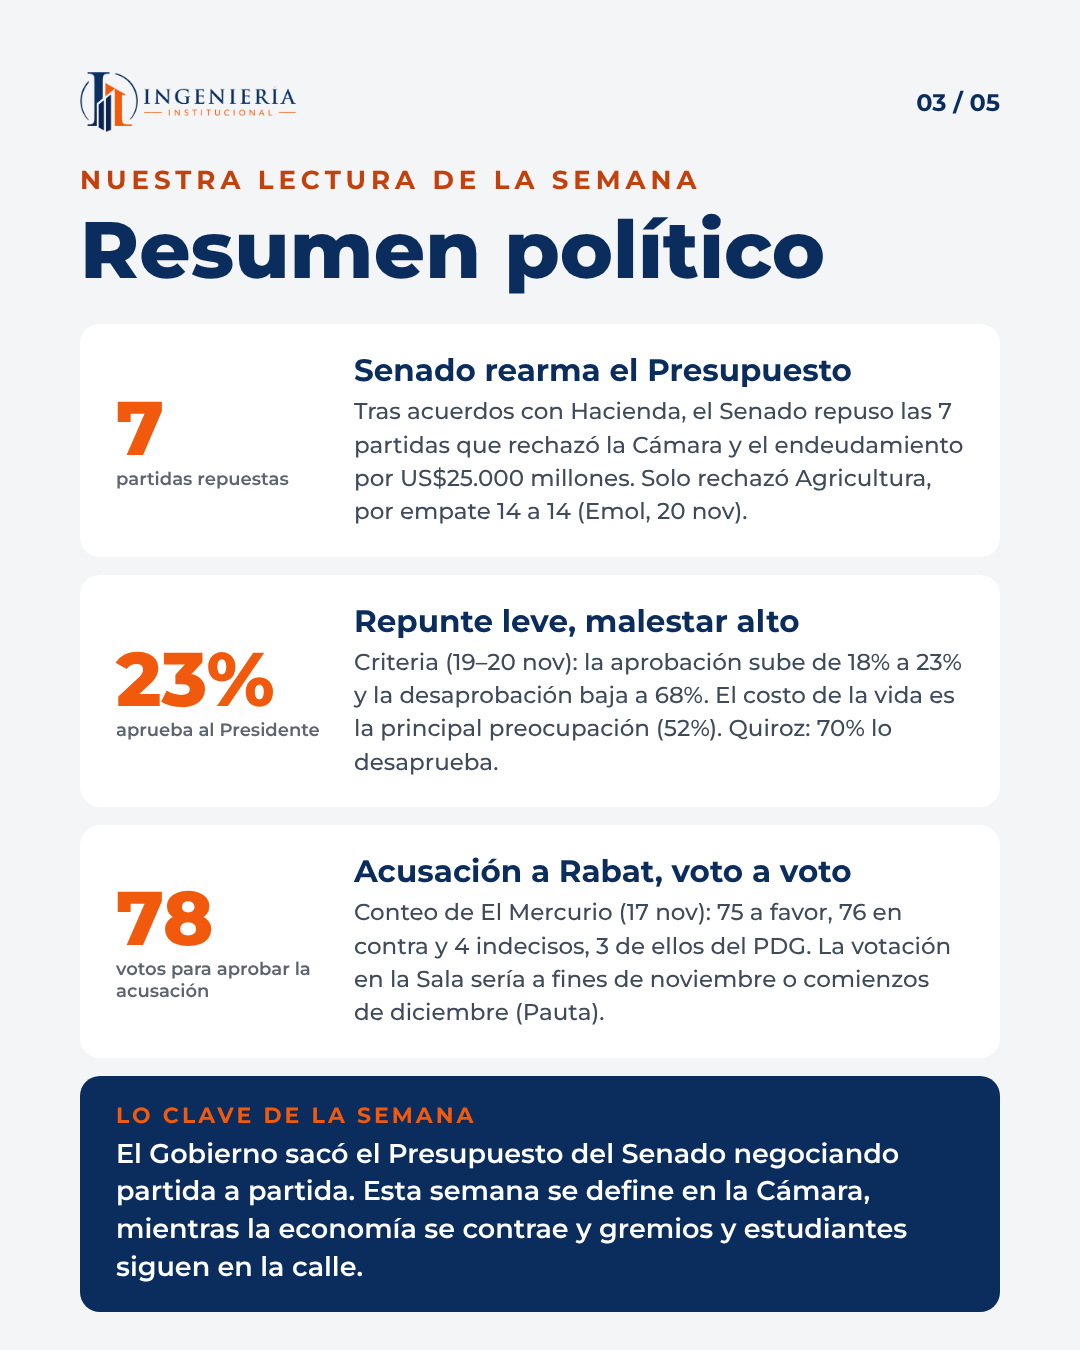 INGENIERIA
INSTITUCIONAL
03 / 05
NUESTRA LECTURA DE LA SEMANA
Resumen político
7
partidas repuestas
Senado rearma el Presupuesto
Tras acuerdos con Hacienda, el Senado repuso las 7
partidas que rechazó la Cámara y el endeudamiento
por US$25.000 millones. Solo rechazó Agricultura,
por empate 14 a 14 (Emol, 20 nov).
23%
aprueba al Presidente
Repunte leve, malestar alto
Criteria (19–20 nov): la aprobación sube de 18% a 23%
y la desaprobación baja a 68%. El costo de la vida es
la principal preocupación (52%). Quiroz: 70% lo
desaprueba.
78
votos para aprobar la
acusación
Acusación a Rabat, voto a voto
Conteo de El Mercurio (17 nov): 75 a favor, 76 en
contra y 4 indecisos, 3 de ellos del PDG. La votación
en la Sala sería a fines de noviembre o comienzos
de diciembre (Pauta).
LO CLAVE DE LA SEMANA
El Gobierno sacó el Presupuesto del Senado negociando
partida a partida. Esta semana se define en la Cámara,
mientras la economía se contrae y gremios y estudiantes
siguen en la calle.